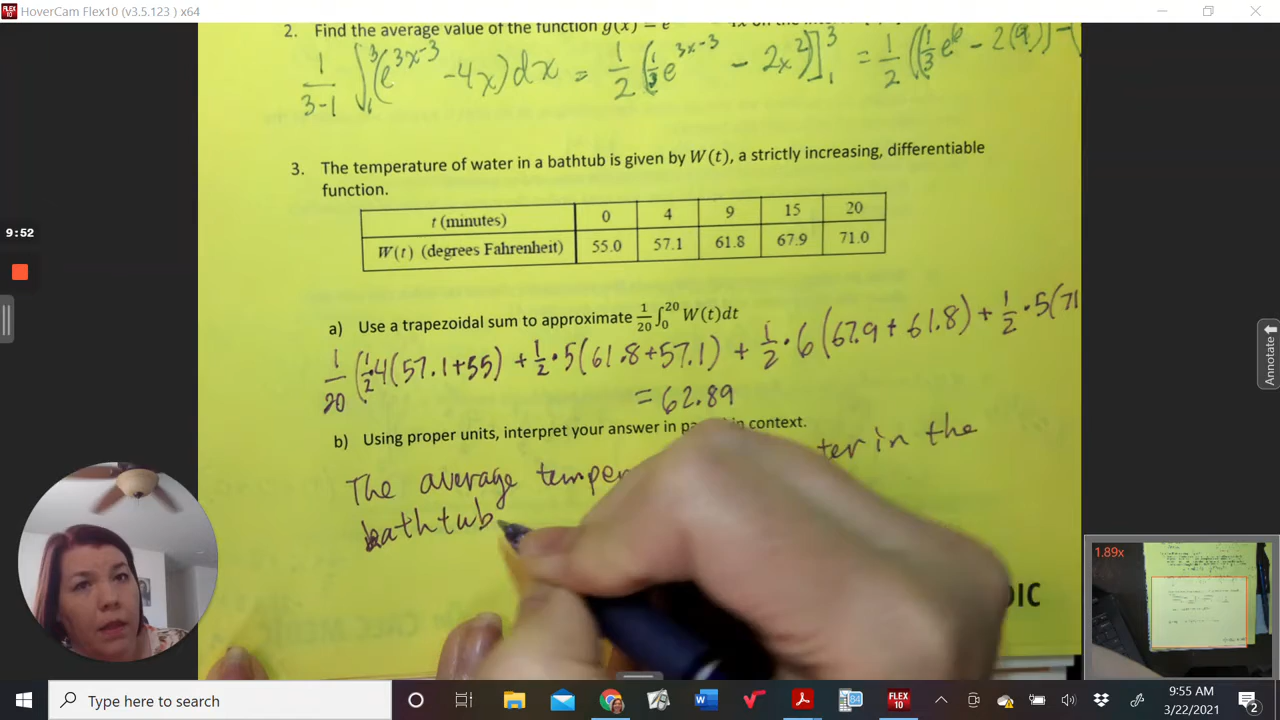 HoverCam Flex10 (v3.5.123 ) x64
2. Find the average value of the function g(x) = e
1/(3-1) ∫₁³ (e^(3x-3) - 4x) dx = 1/2 (1/3 e^(3x-3) - 2x²)]₁³ = 1/2 ((1/3 e^6 - 2(9)) - (
3. The temperature of water in a bathtub is given by W(t), a strictly increasing, differentiable
function.
t (minutes) 0 4 9 15 20
W(t) (degrees Fahrenheit) 55.0 57.1 61.8 67.9 71.0
9:52
a) Use a trapezoidal sum to approximate 1/20 ∫₀²⁰ W(t)dt
1/20 (1/2·4(57.1+55) + 1/2·5(61.8+57.1) + 1/2·6(67.9+61.8) + 1/2·5(71
= 62.89
b) Using proper units, interpret your answer in pa in context.
The average temper ter in the
bathtub
Annotate
1.89x
DIC
Type here to search
9:55 AM
3/22/2021
FLEX
10
2